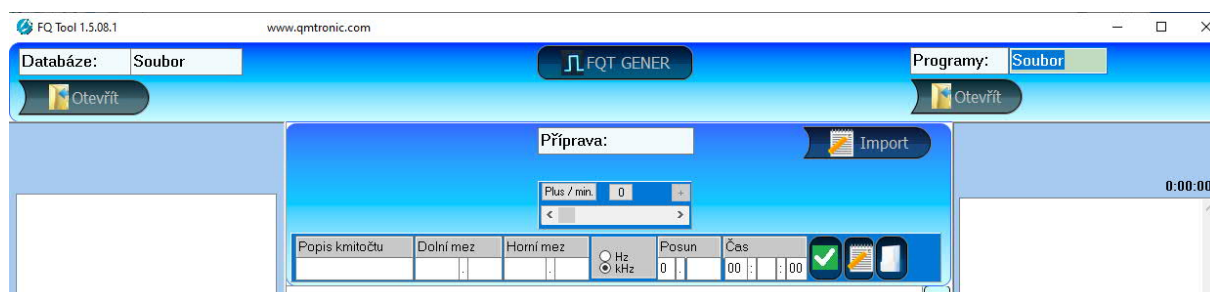 FQ Tool 1.5.08.1 www.qmtronic.com
Databáze: Soubor
FQT GENER
Programy: Soubor
Otevřít
Otevřít
Příprava:
Import
0:00:00
Plus / min. 0 +
Popis kmitočtu Dolní mez Horní mez Hz Posun Čas
. . kHz 0 . 00 : : 00